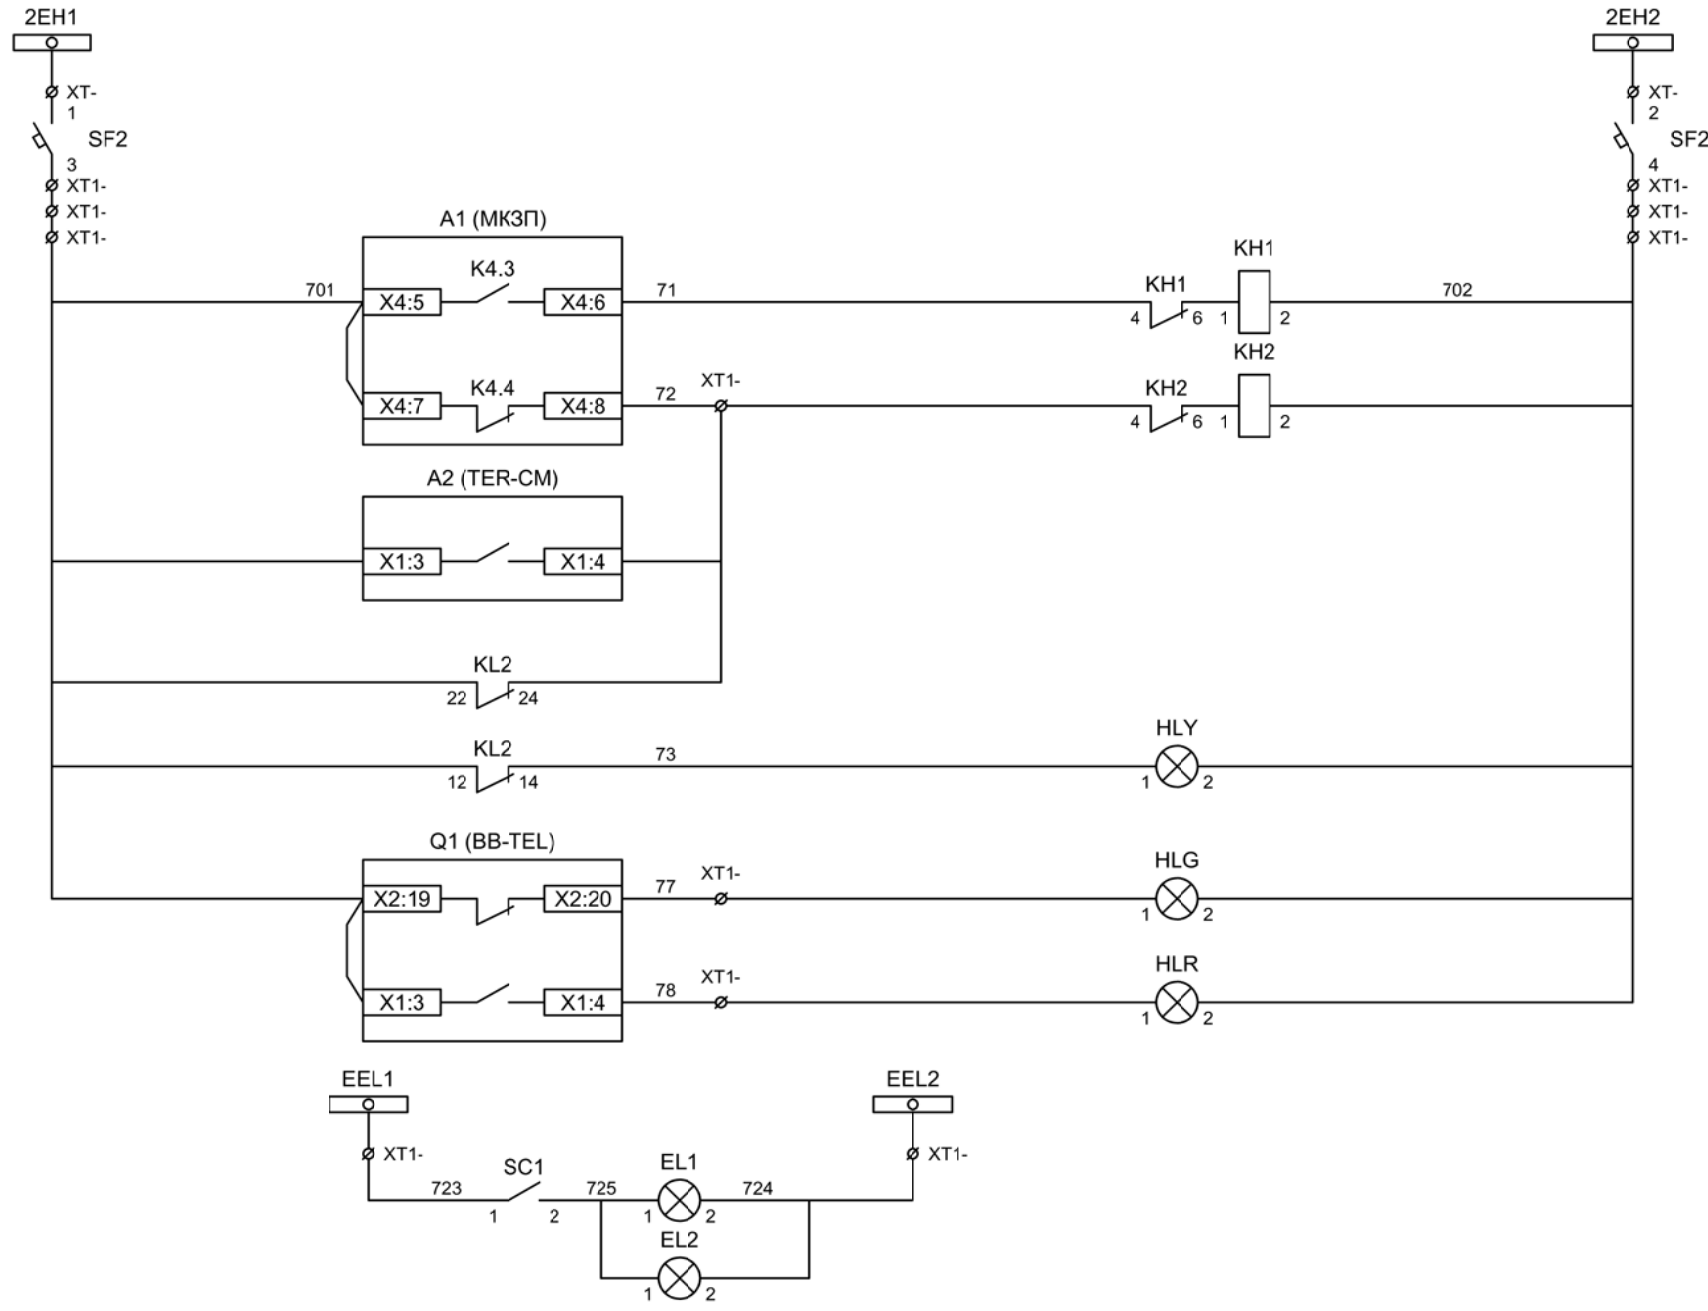 2EH1
2EH2
XT-
XT-
1
2
SF2
SF2
3
4
XT1-
XT1-
XT1-
XT1-
XT1-
XT1-
A1 (МКЗП)
K4.3
KH1
KH1
701
X4:5
X4:6
71
702
4
6
1
2
KH2
K4.4
XT1-
KH2
X4:7
X4:8
72
4
6
1
2
A2 (TER-CM)
X1:3
X1:4
KL2
22
24
HLY
KL2
73
12
14
1
2
Q1 (BB-TEL)
HLG
XT1-
X2:19
X2:20
77
1
2
HLR
XT1-
X1:3
X1:4
78
1
2
EEL1
EEL2
XT1-
XT1-
SC1
EL1
723
725
724
1
2
1
2
EL2
1
2